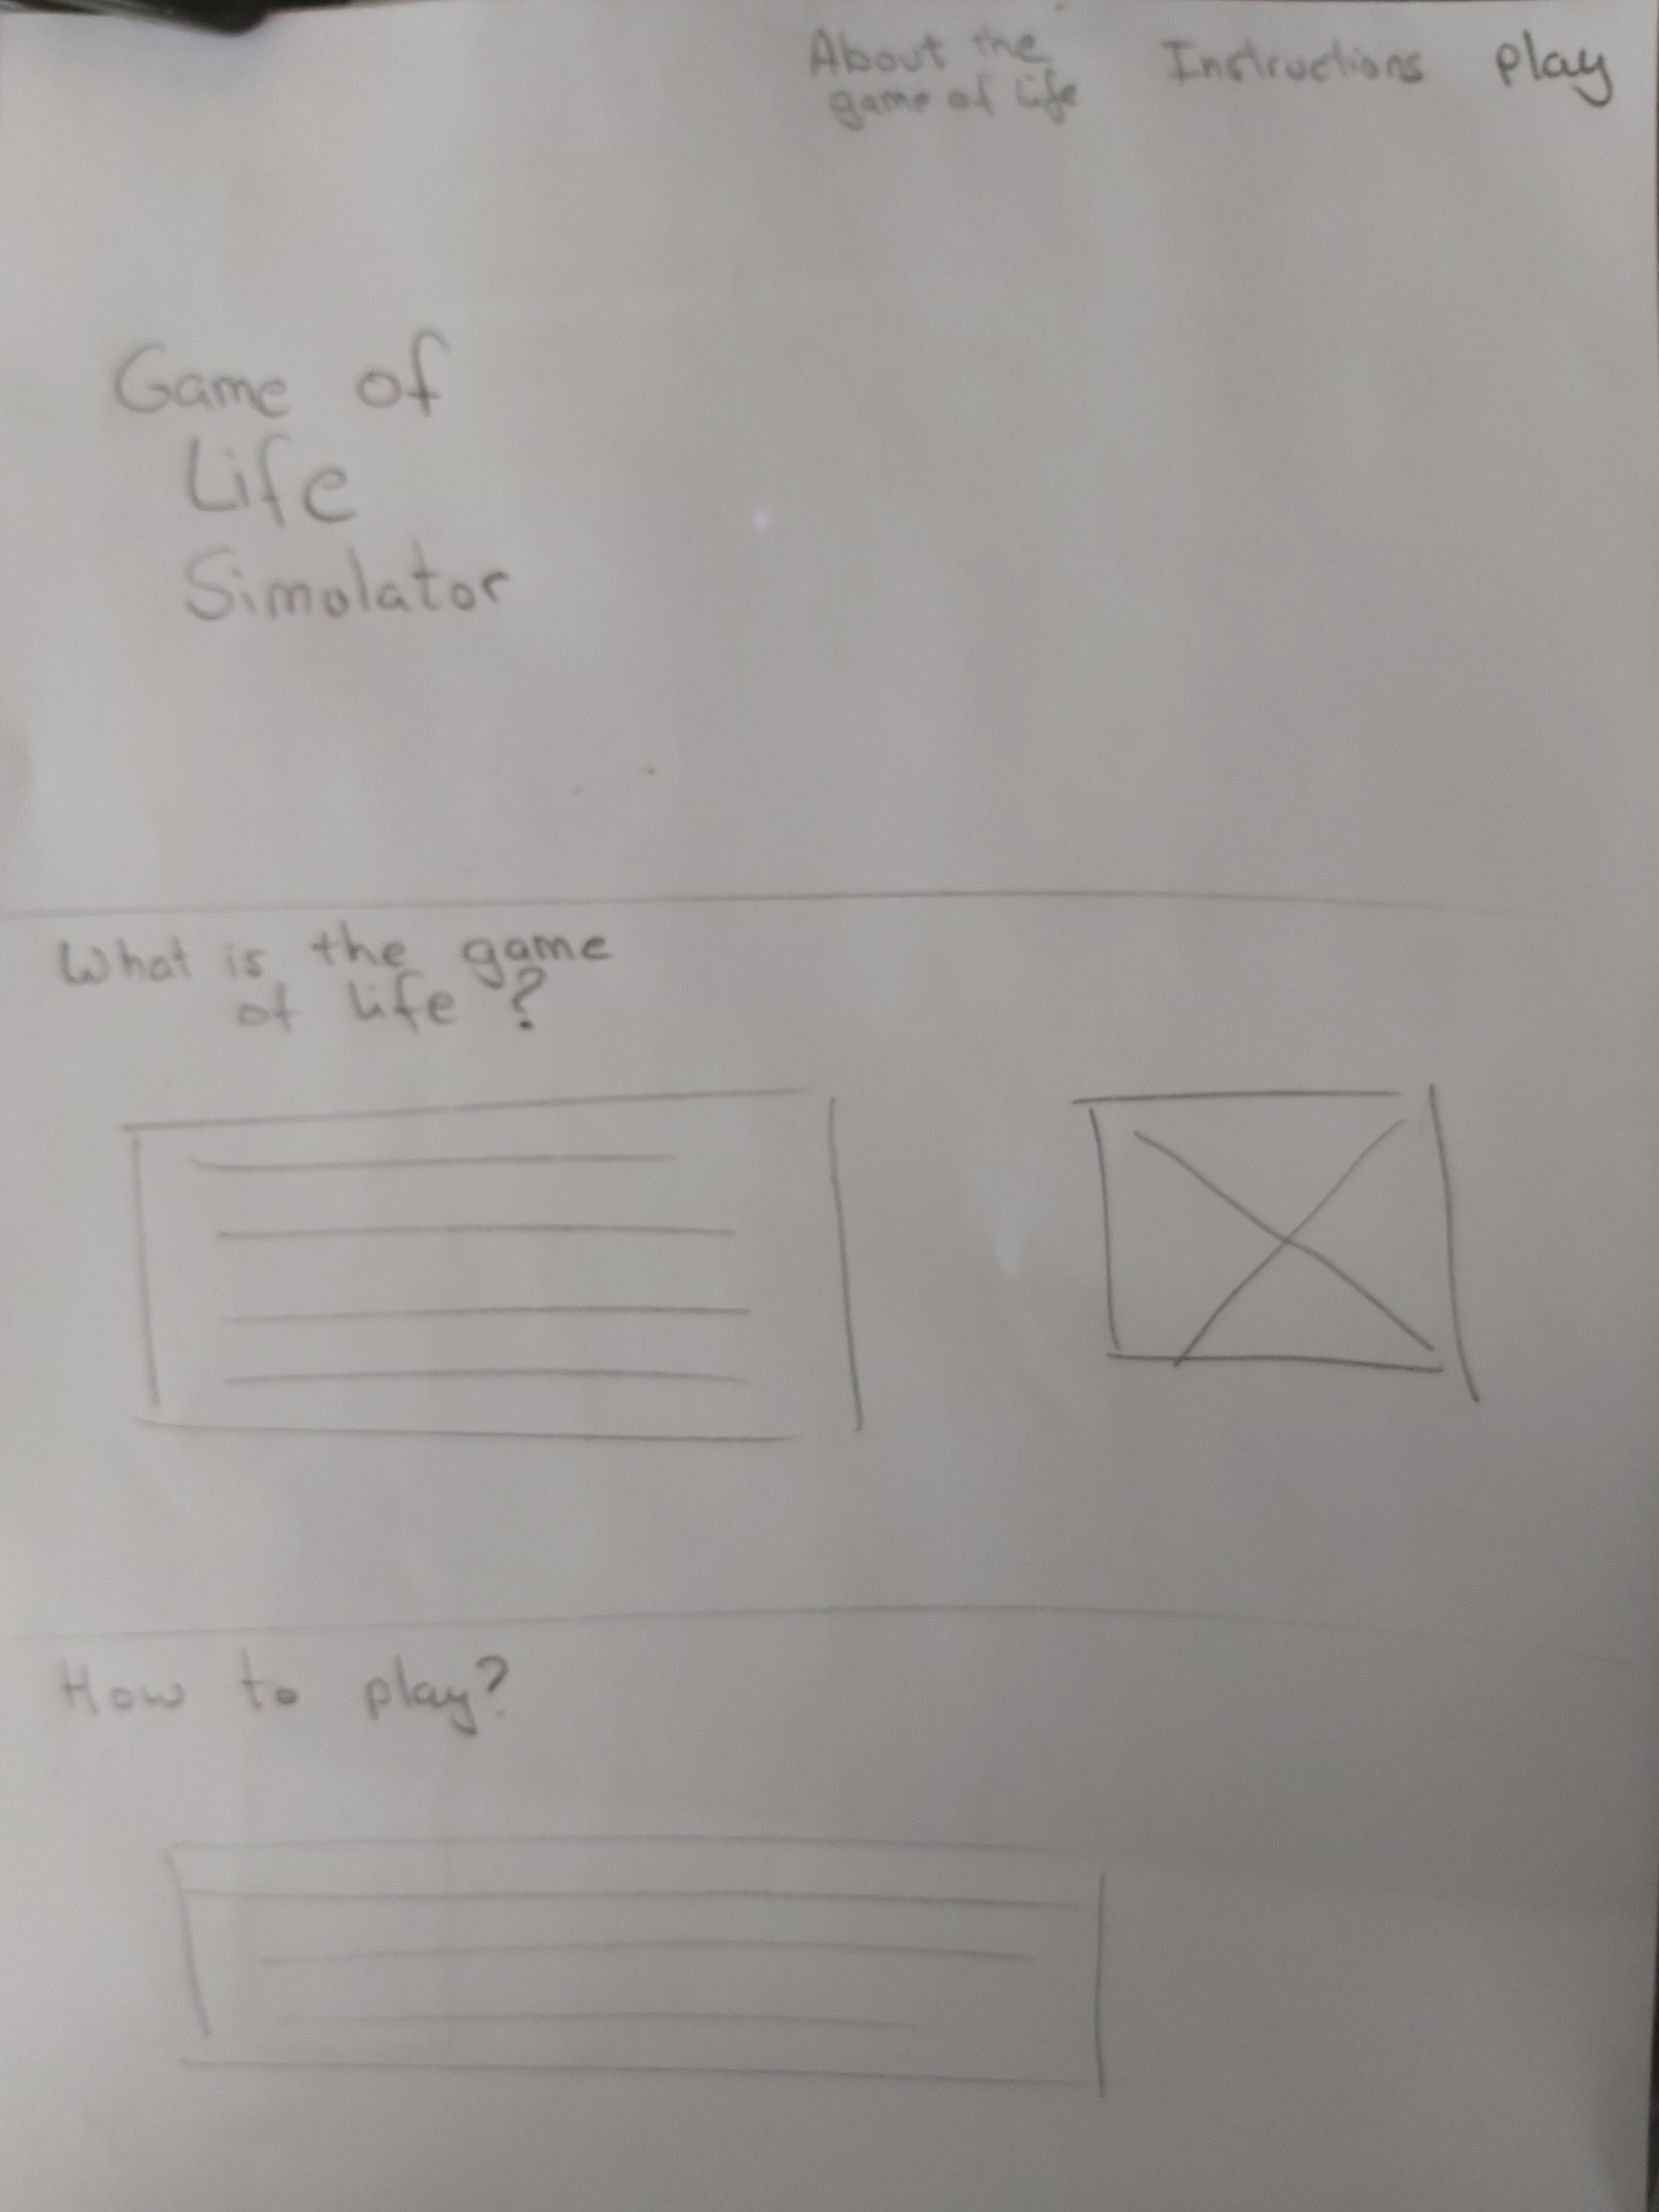 About the
game of life
Instructions
play
Game of
Life
Simulator
What is the game
of life?
How to play?